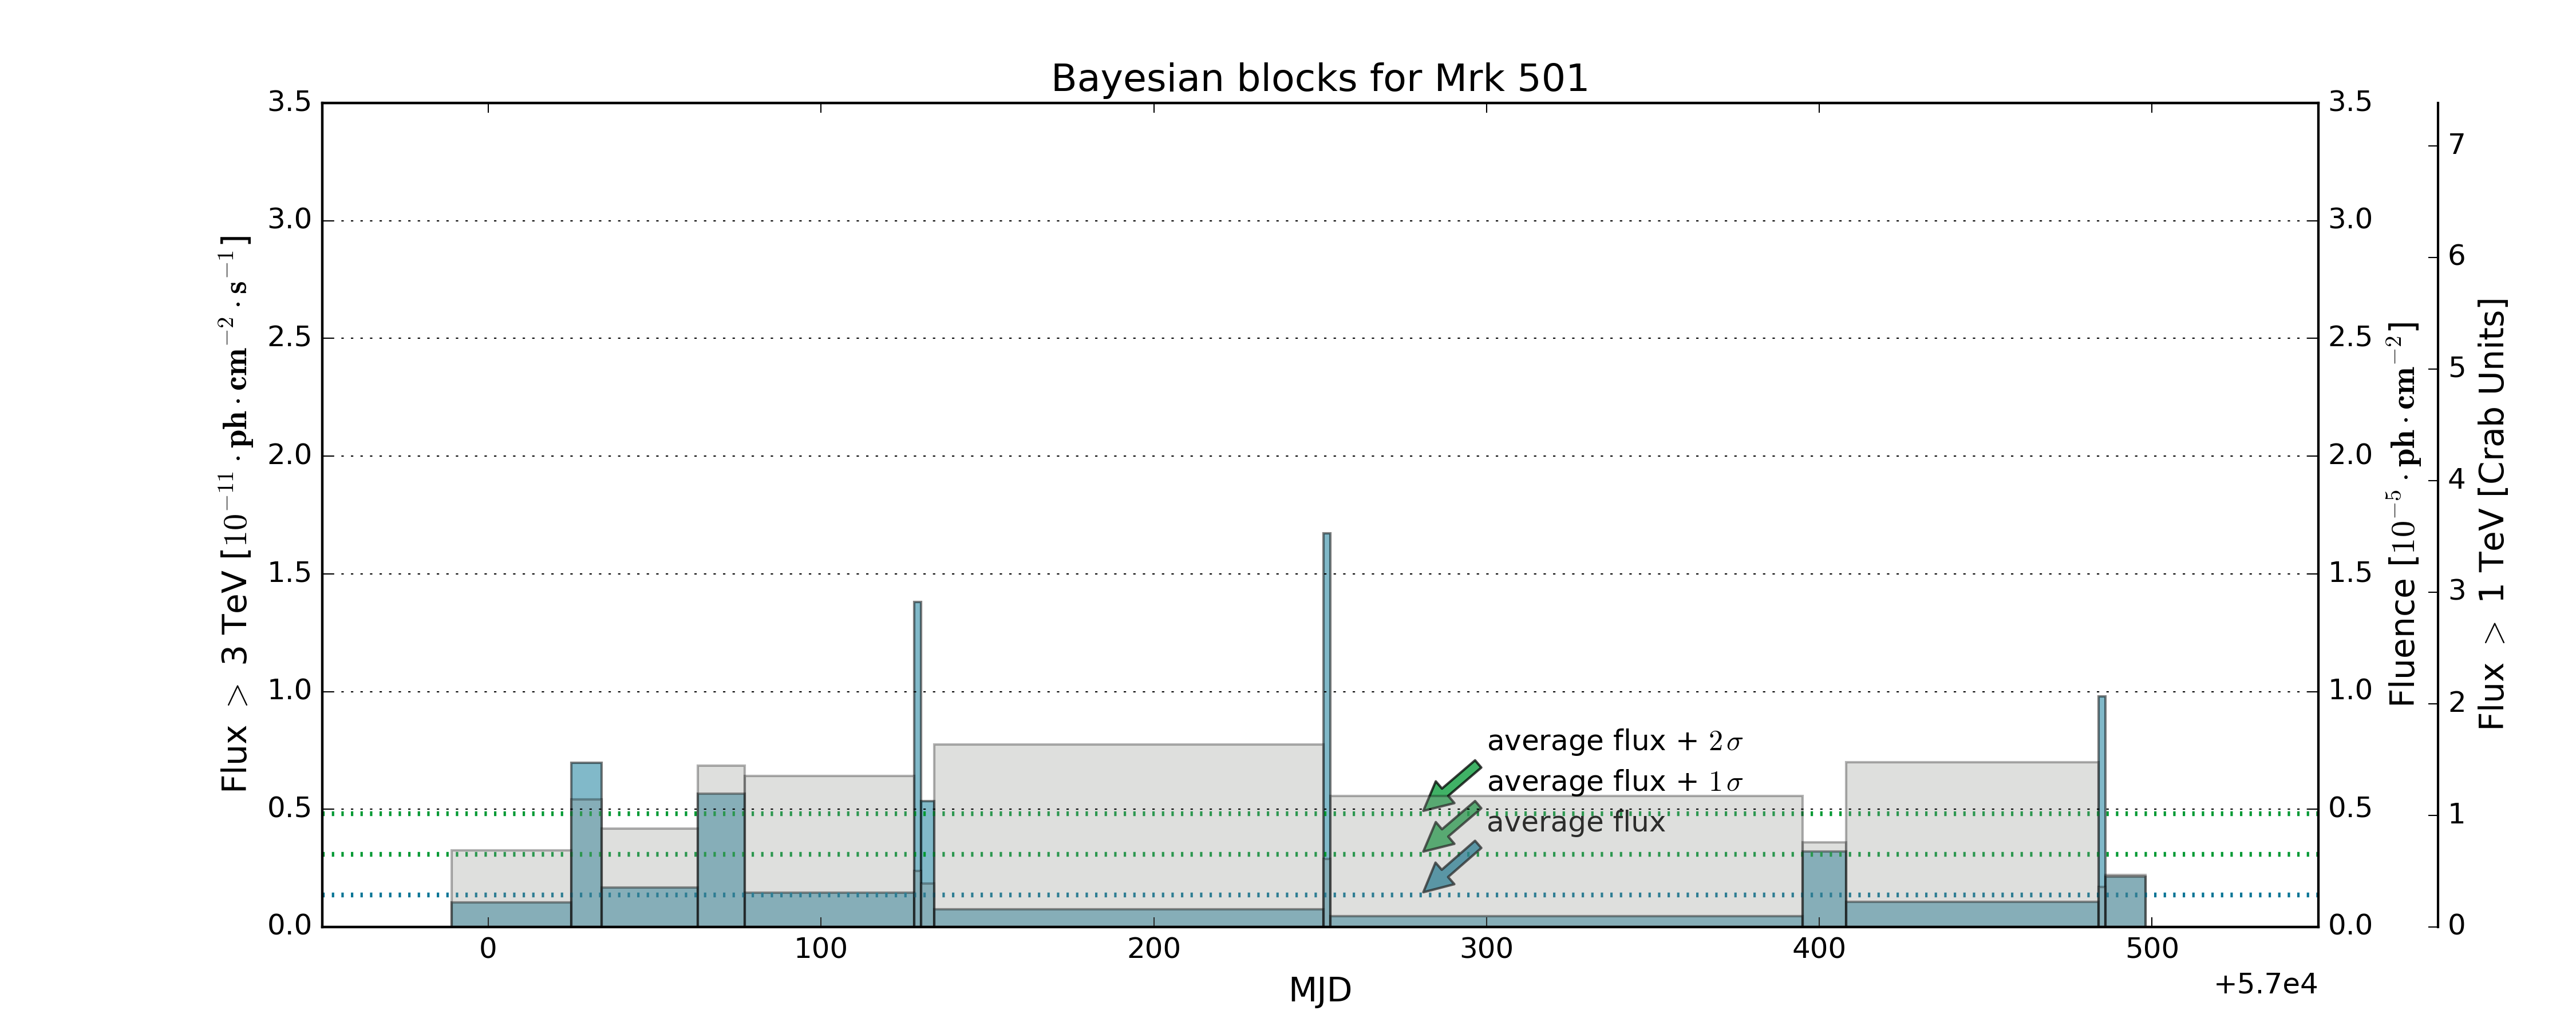 Bayesian blocks for Mrk 501
Flux > 3 TeV [10⁻¹¹ · ph · cm⁻² · s⁻¹]
3.5
3.0
2.5
2.0
1.5
1.0
0.5
0.0
average flux + 2σ
average flux + 1σ
average flux
0 100 200 300 400 500
+5.7e4
MJD
3.5
3.0
2.5
2.0
1.5
1.0
0.5
0.0
Fluence [10⁻⁵ · ph · cm⁻²]
7
6
5
4
3
2
1
0
Flux > 1 TeV [Crab Units]